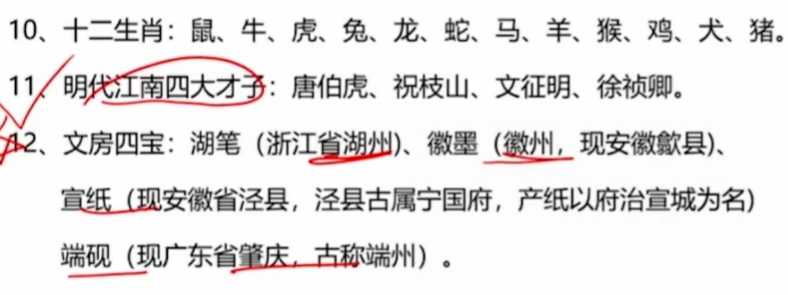 10、十二生肖：鼠、牛、虎、兔、龙、蛇、马、羊、猴、鸡、犬、猪。
11、明代江南四大才子：唐伯虎、祝枝山、文征明、徐祯卿。
12、文房四宝：湖笔（浙江省湖州)、徽墨（徽州，现安徽歙县)、
宣纸（现安徽省泾县，泾县古属宁国府，产纸以府治宣城为名)
端砚（现广东省肇庆，古称端州）。